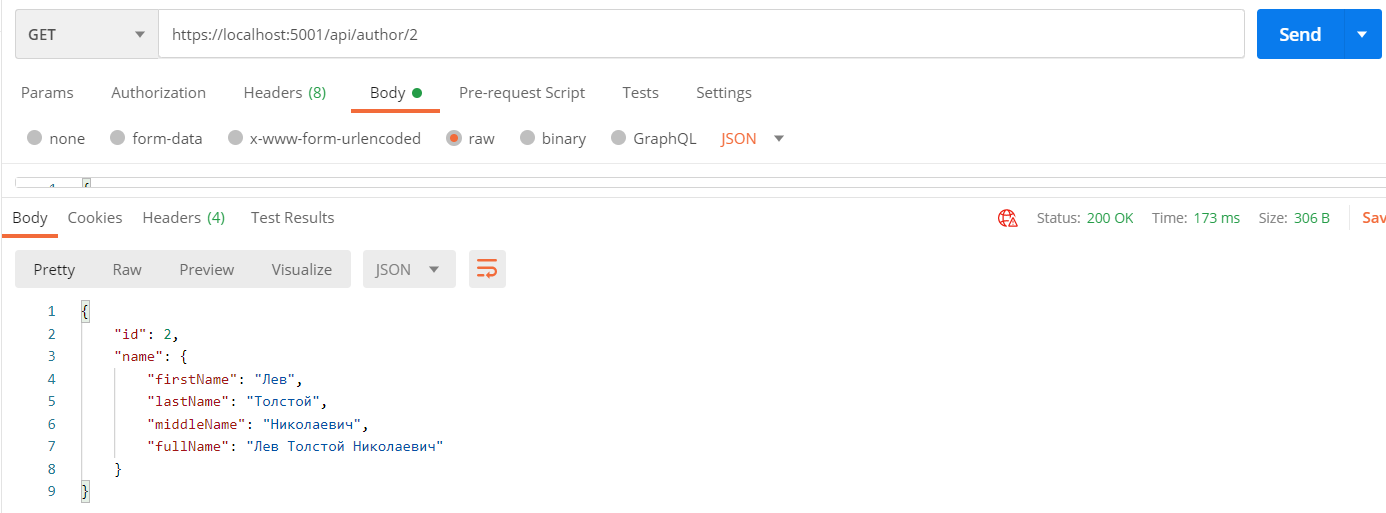 GET https://localhost:5001/api/author/2 Send
Params Authorization Headers (8) Body Pre-request Script Tests Settings
none form-data x-www-form-urlencoded raw binary GraphQL JSON
Body Cookies Headers (4) Test Results Status: 200 OK Time: 173 ms Size: 306 B Sav
Pretty Raw Preview Visualize JSON
1 {
2 "id": 2,
3 "name": {
4 "firstName": "Лев",
5 "lastName": "Толстой",
6 "middleName": "Николаевич",
7 "fullName": "Лев Толстой Николаевич"
8 }
9 }